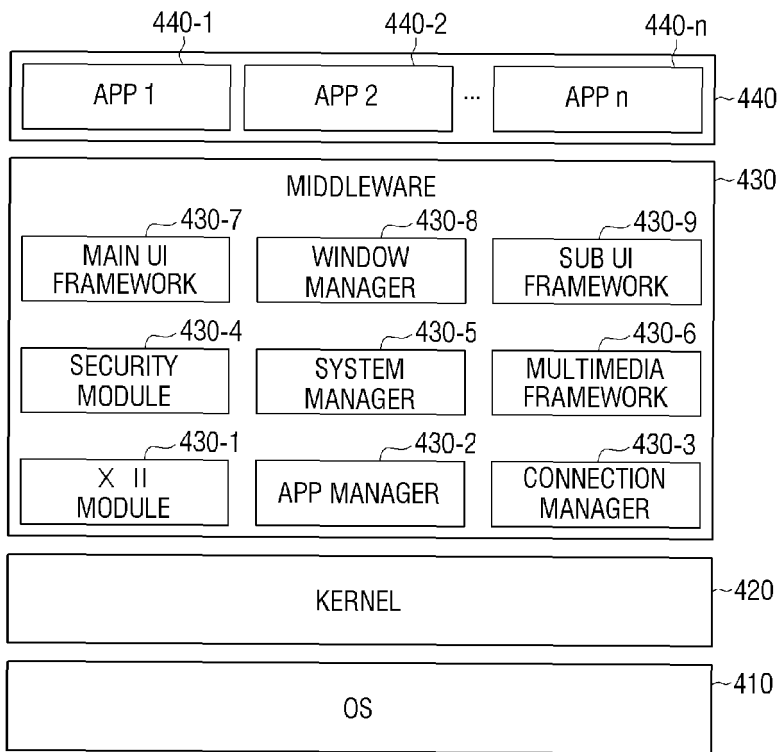 440-1 440-2 440-n
APP 1 APP 2 ... APP n 440
MIDDLEWARE 430
430-7 430-8 430-9
MAIN UI FRAMEWORK
WINDOW MANAGER
SUB UI FRAMEWORK
430-4 430-5 430-6
SECURITY MODULE
SYSTEM MANAGER
MULTIMEDIA FRAMEWORK
430-1 430-2 430-3
X II MODULE
APP MANAGER
CONNECTION MANAGER
KERNEL 420
OS 410